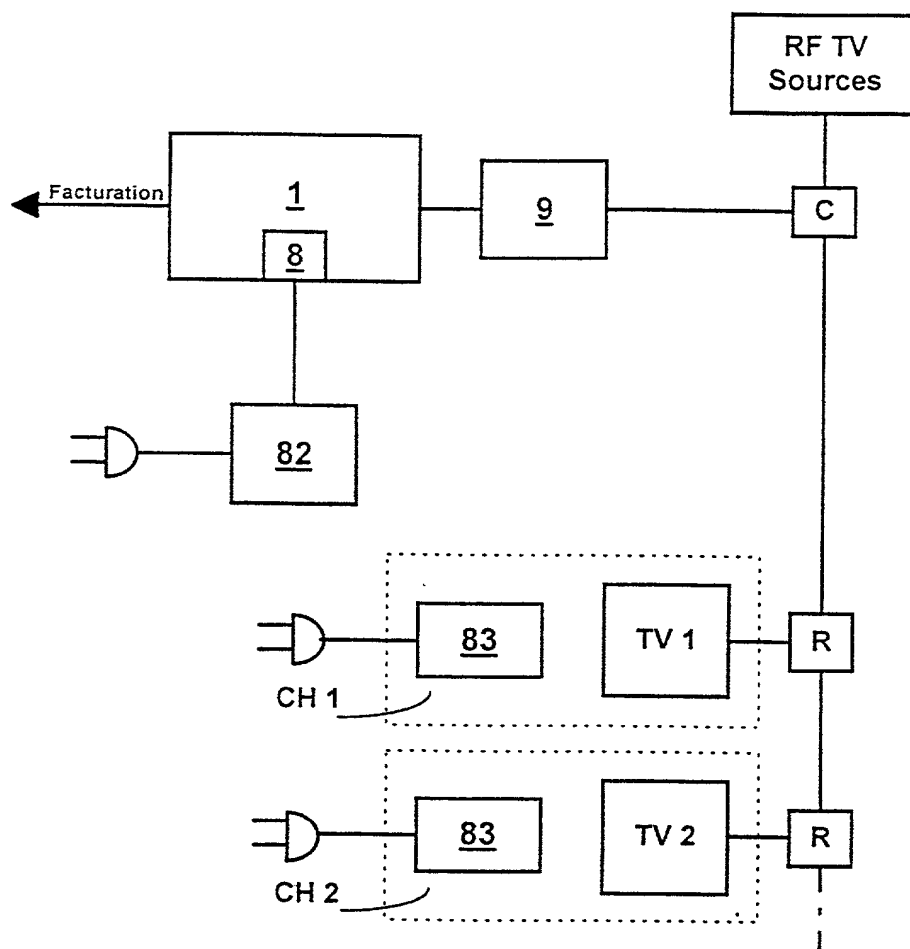 RF TV
Sources
Facturation
1
9
C
8
82
83
TV 1
R
CH 1
83
TV 2
R
CH 2